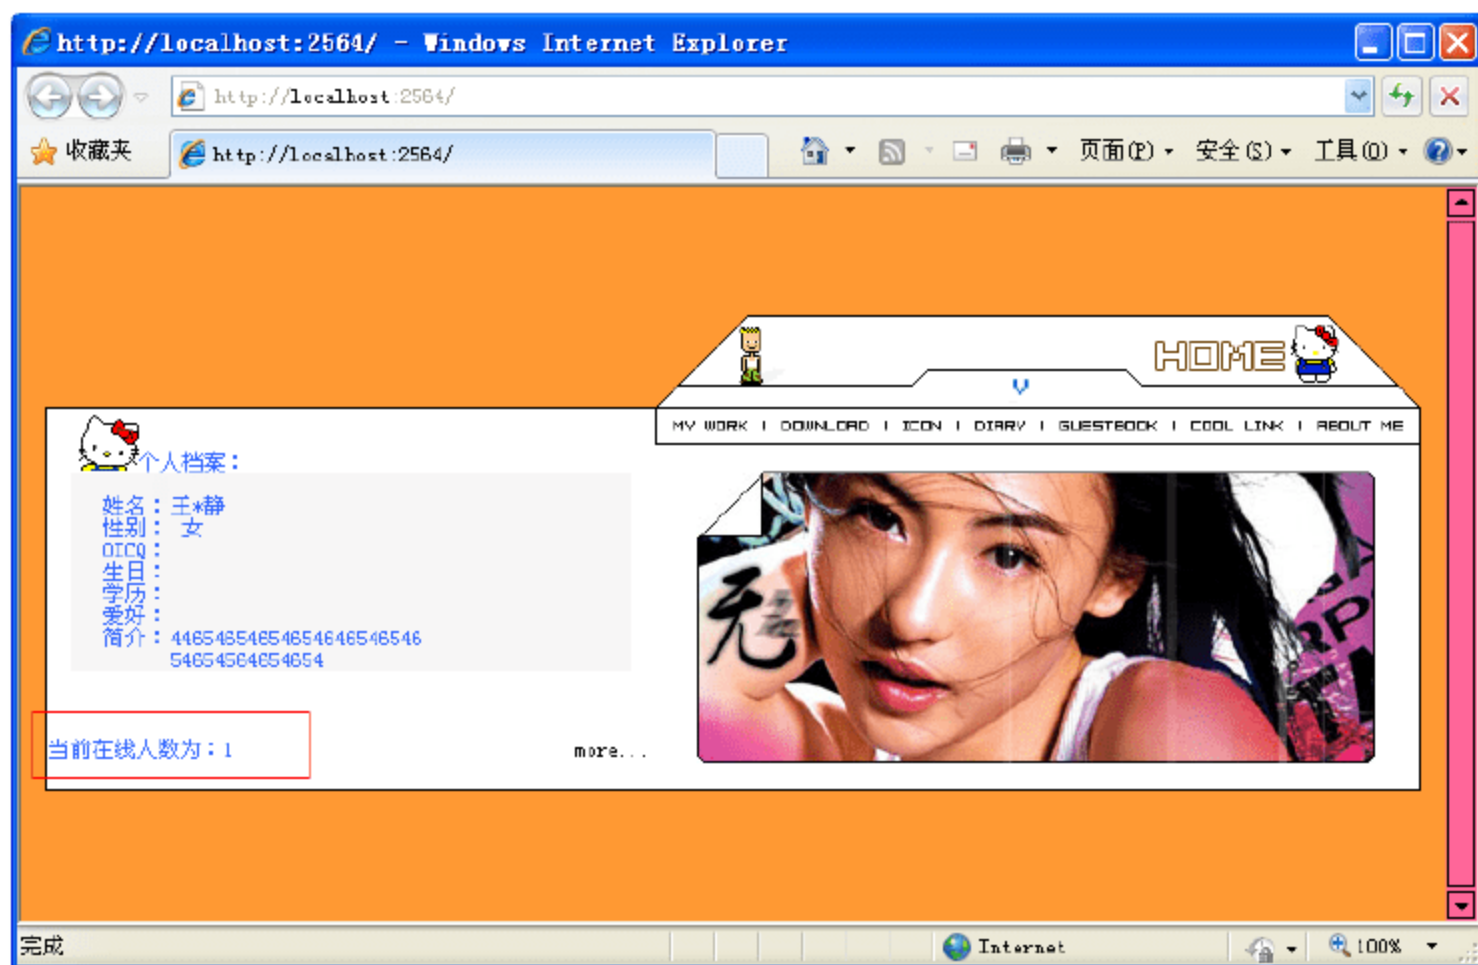 http://localhost:2564/ - Windows Internet Explorer
http://localhost:2564/
收藏夹
http://localhost:2564/
页面(P)
安全(S)
工具(O)
HOME
MY WORK | DOWNLOAD | ICON | DIARY | GUESTBOOK | COOL LINK | ABOUT ME
个人档案：
姓名：王*静
性别： 女
OICQ：
生日：
学历：
爱好：
简介：446546546546546465465 46
54654564654654
无
当前在线人数为：1
more...
完成
Internet
100%